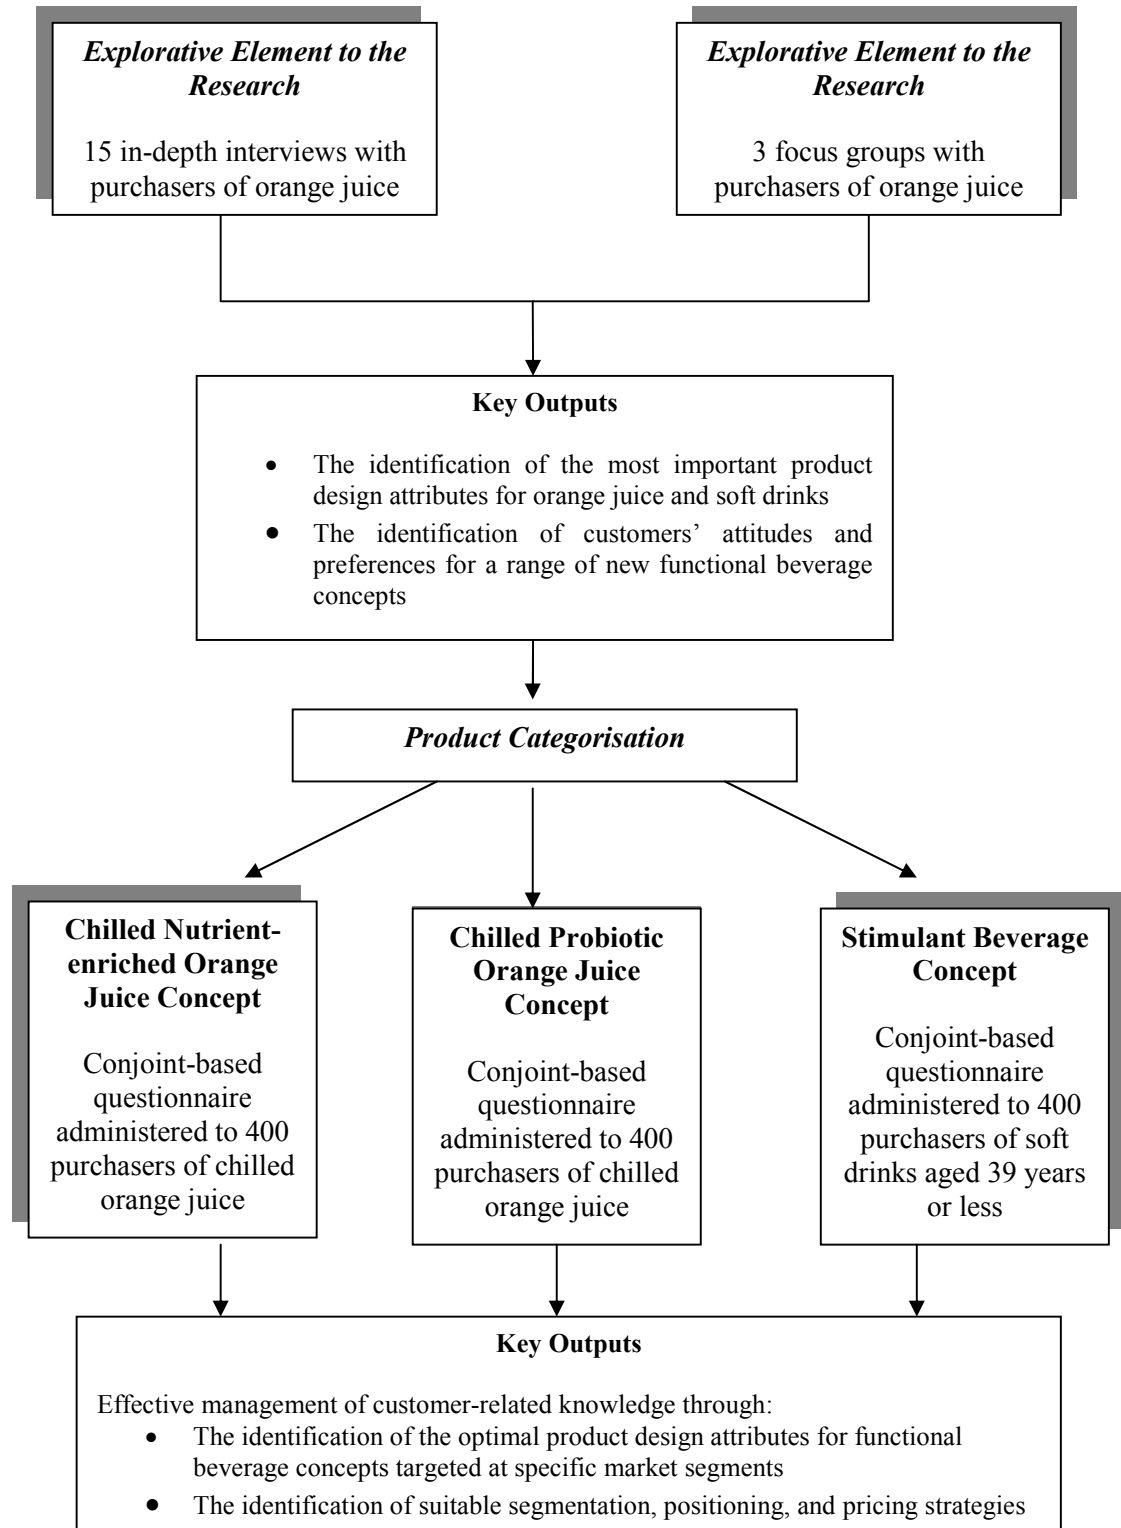 Explorative Element to the
Research
15 in-depth interviews with
purchasers of orange juice
Explorative Element to the
Research
3 focus groups with
purchasers of orange juice
Key Outputs
• The identification of the most important product
design attributes for orange juice and soft drinks
• The identification of customers’ attitudes and
preferences for a range of new functional beverage
concepts
Product Categorisation
Chilled Nutrient-
enriched Orange
Juice Concept
Conjoint-based
questionnaire
administered to 400
purchasers of chilled
orange juice
Chilled Probiotic
Orange Juice
Concept
Conjoint-based
questionnaire
administered to 400
purchasers of chilled
orange juice
Stimulant Beverage
Concept
Conjoint-based
questionnaire
administered to 400
purchasers of soft
drinks aged 39 years
or less
Key Outputs
Effective management of customer-related knowledge through:
• The identification of the optimal product design attributes for functional
beverage concepts targeted at specific market segments
• The identification of suitable segmentation, positioning, and pricing strategies